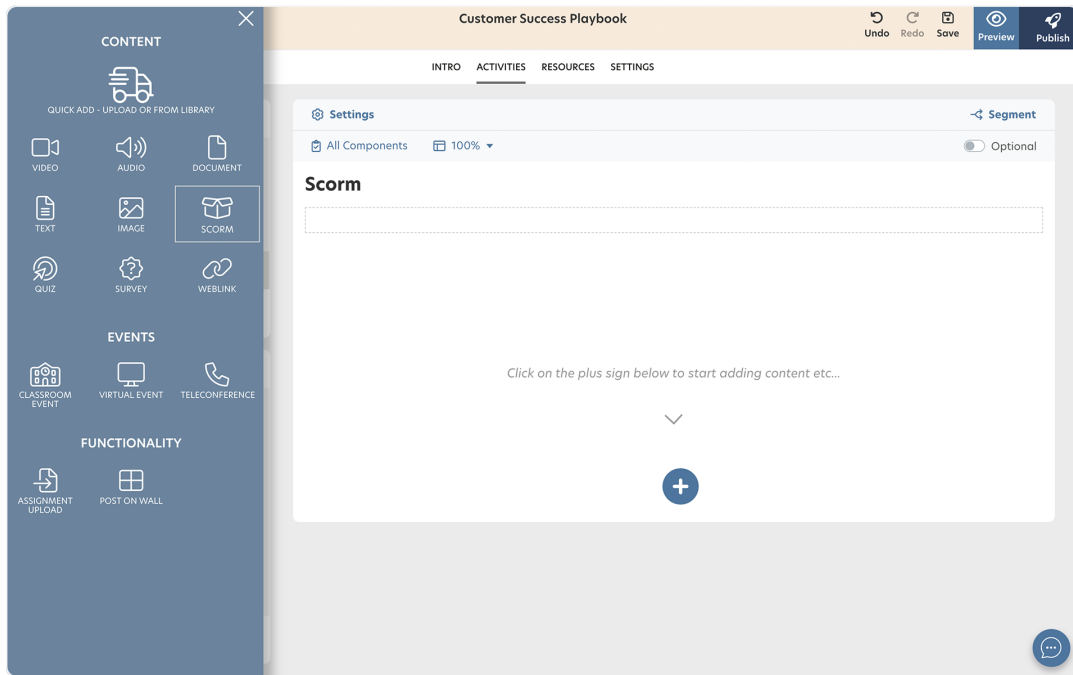 Customer Success Playbook
Undo
Redo
Save
Preview
Publish
INTRO
ACTIVITIES
RESOURCES
SETTINGS
CONTENT
QUICK ADD - UPLOAD OR FROM LIBRARY
VIDEO
AUDIO
DOCUMENT
TEXT
IMAGE
SCORM
QUIZ
SURVEY
WEBLINK
EVENTS
CLASSROOM
EVENT
VIRTUAL EVENT
TELECONFERENCE
FUNCTIONALITY
ASSIGNMENT
UPLOAD
POST ON WALL
Settings
Segment
All Components
100%
Optional
Scorm
Click on the plus sign below to start adding content etc...